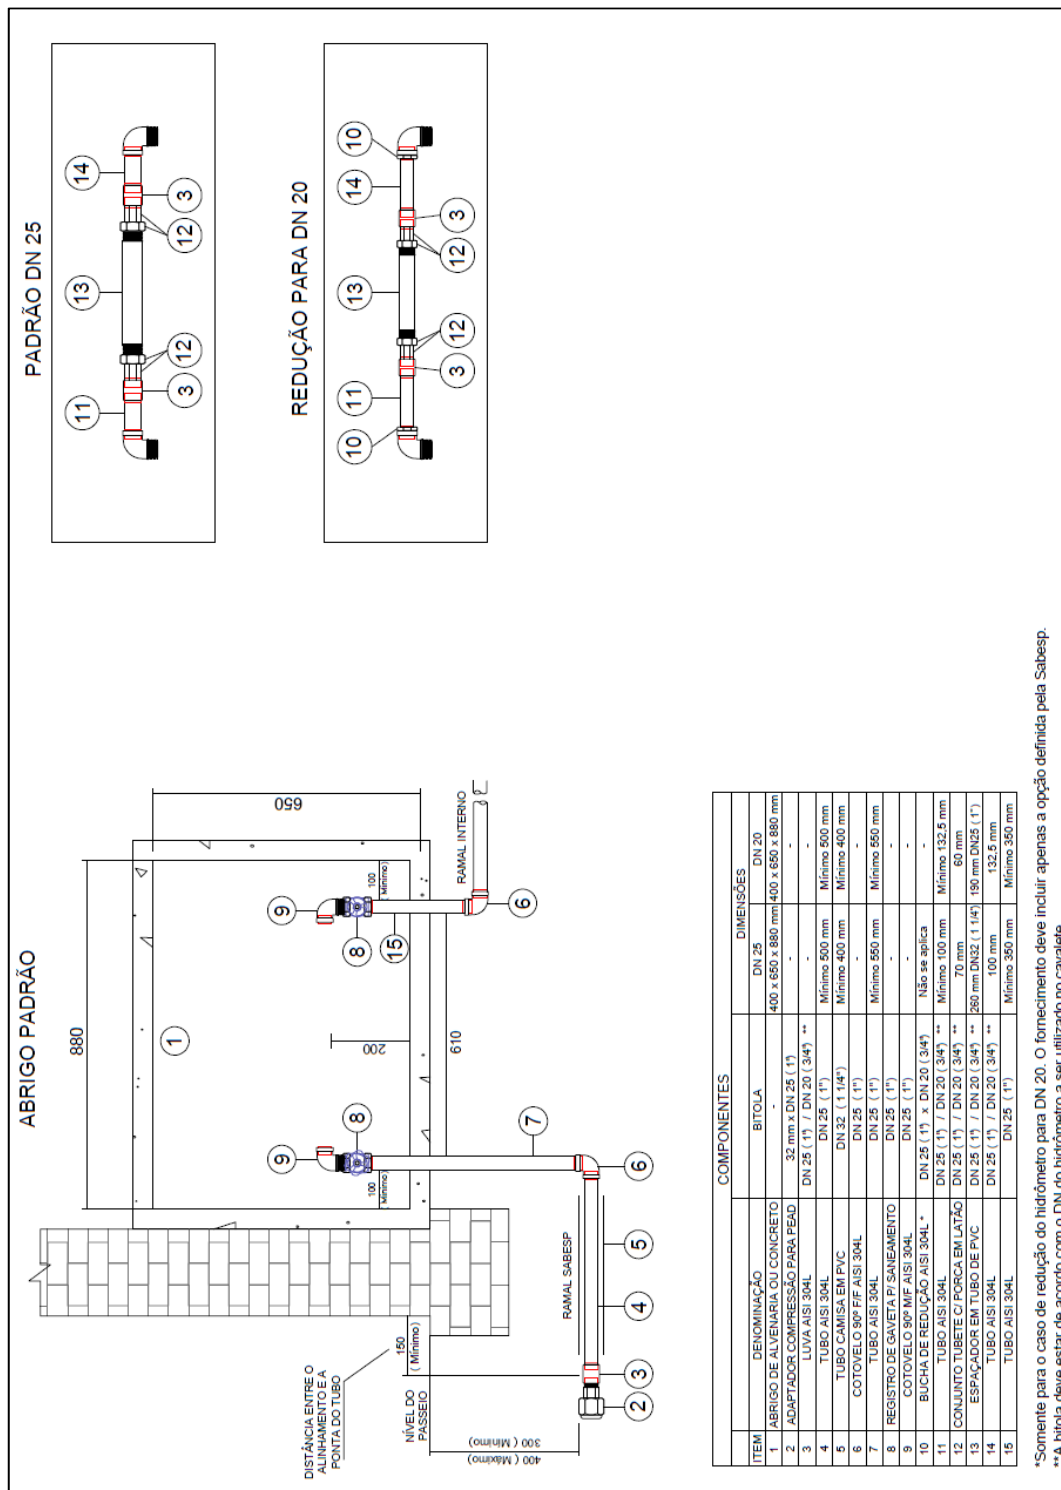 ABRIGO PADRÃO
880
650
1
9
9
8
8
100
( Mínimo)
100
( Mínimo)
200
15
610
7
6
6
RAMAL INTERNO
RAMAL SABESP
DISTÂNCIA ENTRE O
ALINHAMENTO E A
PONTA DO TUBO
150
( Mínimo)
NÍVEL DO
PASSEIO
300 ( Mínimo)
400 (Máximo)
2
3
4
5
PADRÃO DN 25
11
3
12
13
12
3
14
REDUÇÃO PARA DN 20
10
11
3
12
13
12
3
14
10
COMPONENTES
ITEM DENOMINAÇÃO BITOLA DIMENSÕES
DN 25 DN 20
1 ABRIGO DE ALVENARIA OU CONCRETO - 400 x 650 x 880 mm 400 x 650 x 880 mm
2 ADAPTADOR COMPRESSÃO PARA PEAD 32 mm x DN 25 ( 1") - -
3 LUVA AISI 304L DN 25 ( 1") / DN 20 ( 3/4") ** - -
4 TUBO AISI 304L DN 25 ( 1") Mínimo 500 mm Mínimo 500 mm
5 TUBO CAMISA EM PVC DN 32 ( 1 1/4") Mínimo 400 mm Mínimo 400 mm
6 COTOVELO 90º F/F AISI 304L DN 25 ( 1") - -
7 TUBO AISI 304L DN 25 ( 1") Mínimo 550 mm Mínimo 550 mm
8 REGISTRO DE GAVETA P/ SANEAMENTO DN 25 ( 1") - -
9 COTOVELO 90º M/F AISI 304L DN 25 ( 1") - -
10 BUCHA DE REDUÇÃO AISI 304L * DN 25 ( 1") x DN 20 ( 3/4") Não se aplica -
11 TUBO AISI 304L DN 25 ( 1") / DN 20 ( 3/4") ** Mínimo 100 mm Mínimo 132,5 mm
12 CONJUNTO TUBETE C/ PORCA EM LATÃO DN 25 ( 1") / DN 20 ( 3/4") ** 70 mm 60 mm
13 ESPAÇADOR EM TUBO DE PVC DN 25 ( 1") / DN 20 ( 3/4") ** 260 mm DN32 ( 1 1/4") 190 mm DN25 ( 1")
14 TUBO AISI 304L DN 25 ( 1") / DN 20 ( 3/4") ** 100 mm 132,5 mm
15 TUBO AISI 304L DN 25 ( 1") Mínimo 350 mm Mínimo 350 mm
*Somente para o caso de redução do hidrômetro para DN 20. O fornecimento deve incluir apenas a opção definida pela Sabesp.
**A bitola deve estar de acordo com o DN do hidrômetro a ser utilizado no cavalete.